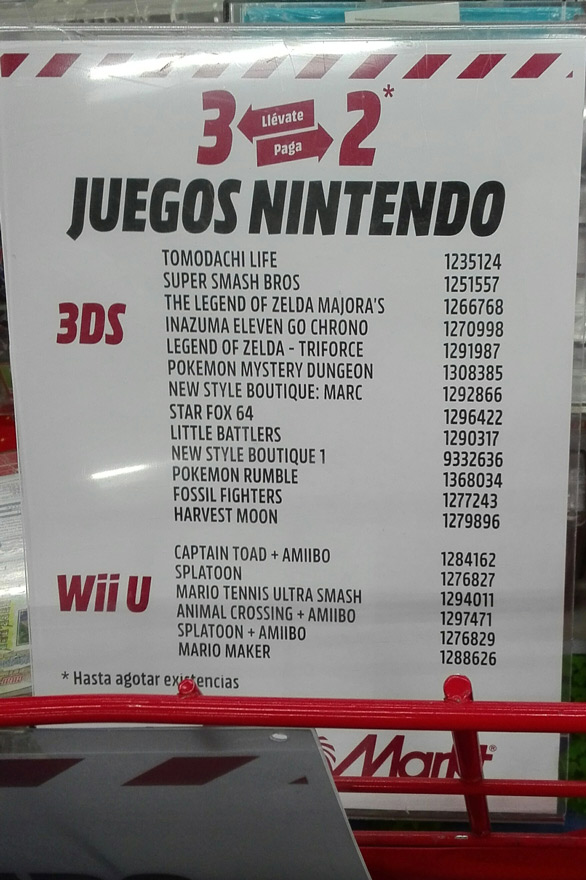 3 Llévate 2*
Paga
JUEGOS NINTENDO
3DS
TOMODACHI LIFE 1235124
SUPER SMASH BROS 1251557
THE LEGEND OF ZELDA MAJORA'S 1266768
INAZUMA ELEVEN GO CHRONO 1270998
LEGEND OF ZELDA - TRIFORCE 1291987
POKEMON MYSTERY DUNGEON 1308385
NEW STYLE BOUTIQUE: MARC 1292866
STAR FOX 64 1296422
LITTLE BATTLERS 1290317
NEW STYLE BOUTIQUE 1 9332636
POKEMON RUMBLE 1368034
FOSSIL FIGHTERS 1277243
HARVEST MOON 1279896
Wii U
CAPTAIN TOAD + AMIIBO 1284162
SPLATOON 1276827
MARIO TENNIS ULTRA SMASH 1294011
ANIMAL CROSSING + AMIIBO 1297471
SPLATOON + AMIIBO 1276829
MARIO MAKER 1288626
* Hasta agotar existencias
Markt®